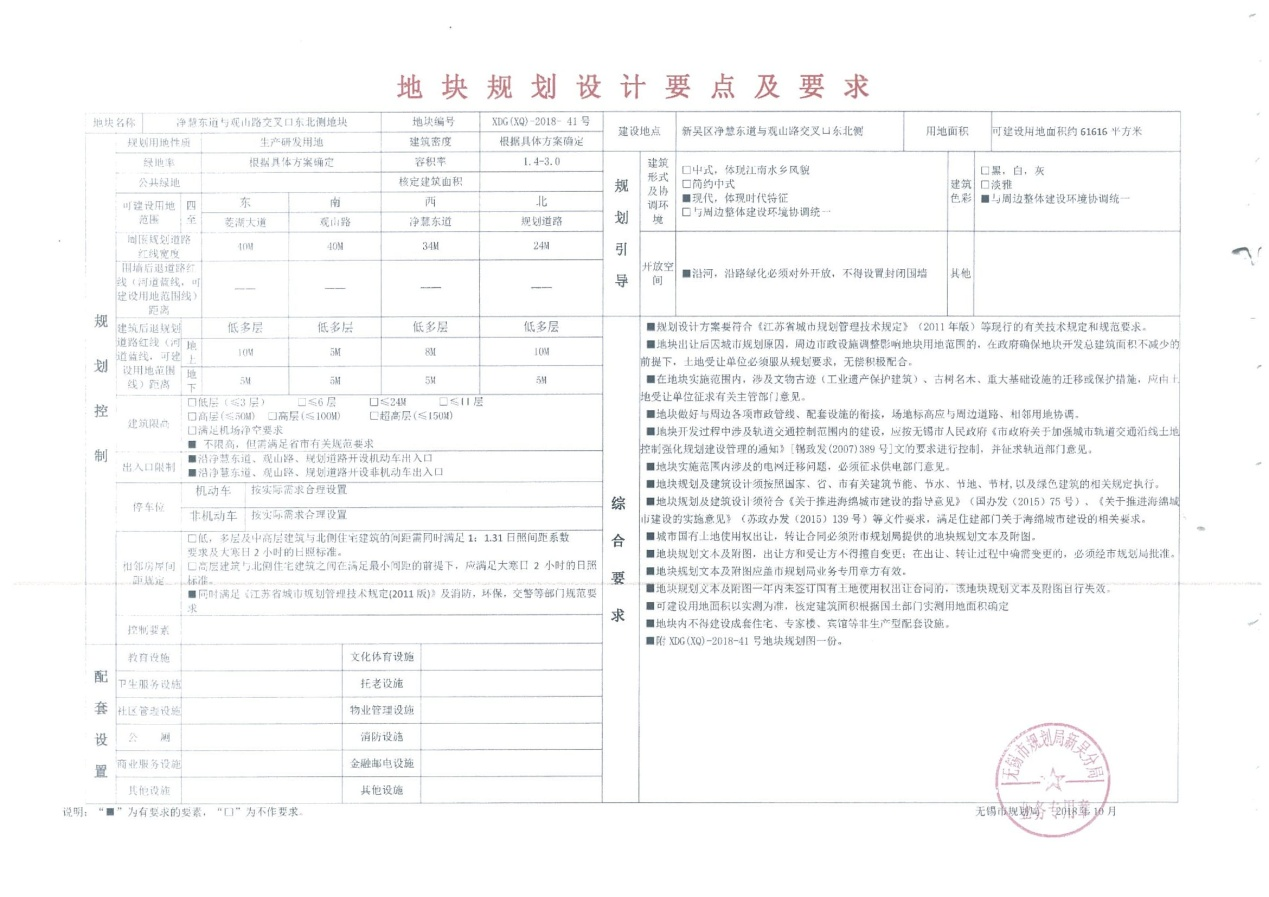 地块规划设计要点及要求
地块名称 净慧东道与观山路交叉口东北侧地块 地块编号 XDG(XQ)-2018- 41 号
建设地点 新吴区净慧东道与观山路交叉口东北侧 用地面积 可建设用地面积约 61616 平方米
规划控制
规划用地性质 生产研发用地 建筑密度 根据具体方案确定
绿地率 根据具体方案确定 容积率 1.4-3.0
公共绿地 核定建筑面积
可建设用地范围 四至 东 南 西 北
菱湖大道 观山路 净慧东道 规划道路
周围规划道路
红线宽度
40M 40M 34M 24M
围墙后退道路红
线（河道蓝线，可
建设用地范围线）
距离
—— —— —— ——
建筑后退规划
道路红线（河
道蓝线，可建
设用地范围
线）距离
低多层 低多层 低多层 低多层
地上 10M 5M 8M 10M
地下 5M 5M 5M 5M
建筑限高
□低层（≤3层） □≤6层 □≤24M □≤11层
□高层(≤50M) □高层(≤100M) □超高层(≤150M)
□满足机场净空要求
■ 不限高，但需满足省市有关规范要求
出入口限制
■沿净慧东道、观山路、规划道路开设机动车出入口
■沿净慧东道、观山路、规划道路开设非机动车出入口
停车位
机动车 按实际需求合理设置
非机动车 按实际需求合理设置
相邻房屋间
距规定
□低，多层及中高层建筑与北侧住宅建筑的间距需同时满足 1：1.31 日照间距系数
要求及大寒日 2 小时的日照标准。
□高层建筑与北侧住宅建筑之间在满足最小间距的前提下，应满足大寒日 2 小时的日照
标准。
■同时满足《江苏省城市规划管理技术规定(2011 版)》及消防，环保，交警等部门规范要
求
控制要素
配套设置
教育设施 文化体育设施
卫生服务设施 托老设施
社区管理设施 物业管理设施
公 厕 消防设施
商业服务设施 金融邮电设施
其他设施 其他设施
规划引导
建筑
形式
及协
调环
境
□中式，体现江南水乡风貌
□简约中式
■现代，体现时代特征
□与周边整体建设环境协调统一
建筑
色彩
□黑，白，灰
□淡雅
■与周边整体建设环境协调统一
开放空
间
■沿河，沿路绿化必须对外开放，不得设置封闭围墙
其他
综合要求
■规划设计方案要符合《江苏省城市规划管理技术规定》（2011 年版）等现行的有关技术规定和规范要求。
■地块出让后因城市规划原因，周边市政设施调整影响地块用地范围的，在政府确保地块开发总建筑面积不减少的
前提下，土地受让单位必须服从规划要求，无偿积极配合。
■在地块实施范围内，涉及文物古迹（工业遗产保护建筑）、古树名木、重大基础设施的迁移或保护措施，应由土
地受让单位征求有关主管部门意见。
■地块做好与周边各项市政管线、配套设施的衔接，场地标高应与周边道路、相邻用地协调。
■地块开发过程中涉及轨道交通控制范围内的建设，应按无锡市人民政府《市政府关于加强城市轨道交通沿线土地
控制强化规划建设管理的通知》[锡政发(2007)389 号]文的要求进行控制，并征求轨道部门意见。
■地块实施范围内涉及的电网迁移问题，必须征求供电部门意见。
■地块规划及建筑设计须按照国家、省、市有关建筑节能、节水、节地、节材,以及绿色建筑的相关规定执行。
■地块规划及建筑设计须符合《关于推进海绵城市建设的指导意见》（国办发（2015）75 号）、《关于推进海绵城
市建设的实施意见》（苏政办发（2015）139 号）等文件要求，满足住建部门关于海绵城市建设的相关要求。
■城市国有土地使用权出让，转让合同必须附市规划局提供的地块规划文本及附图。
■地块规划文本及附图，出让方和受让方不得擅自变更；在出让、转让过程中确需变更的，必须经市规划局批准。
■地块规划文本及附图应盖市规划局业务专用章方有效。
■地块规划文本及附图一年内未签订国有土地使用权出让合同的，该地块规划文本及附图自行失效。
■可建设用地面积以实测为准，核定建筑面积根据国土部门实测用地面积确定
■地块内不得建设成套住宅、专家楼、宾馆等非生产型配套设施。
■附 XDG(XQ)-2018-41 号地块规划图一份。
无锡市规划局新吴分局
业务专用章
说明：“■”为有要求的要素，“□”为不作要求。
无锡市规划局 2018 年 10 月